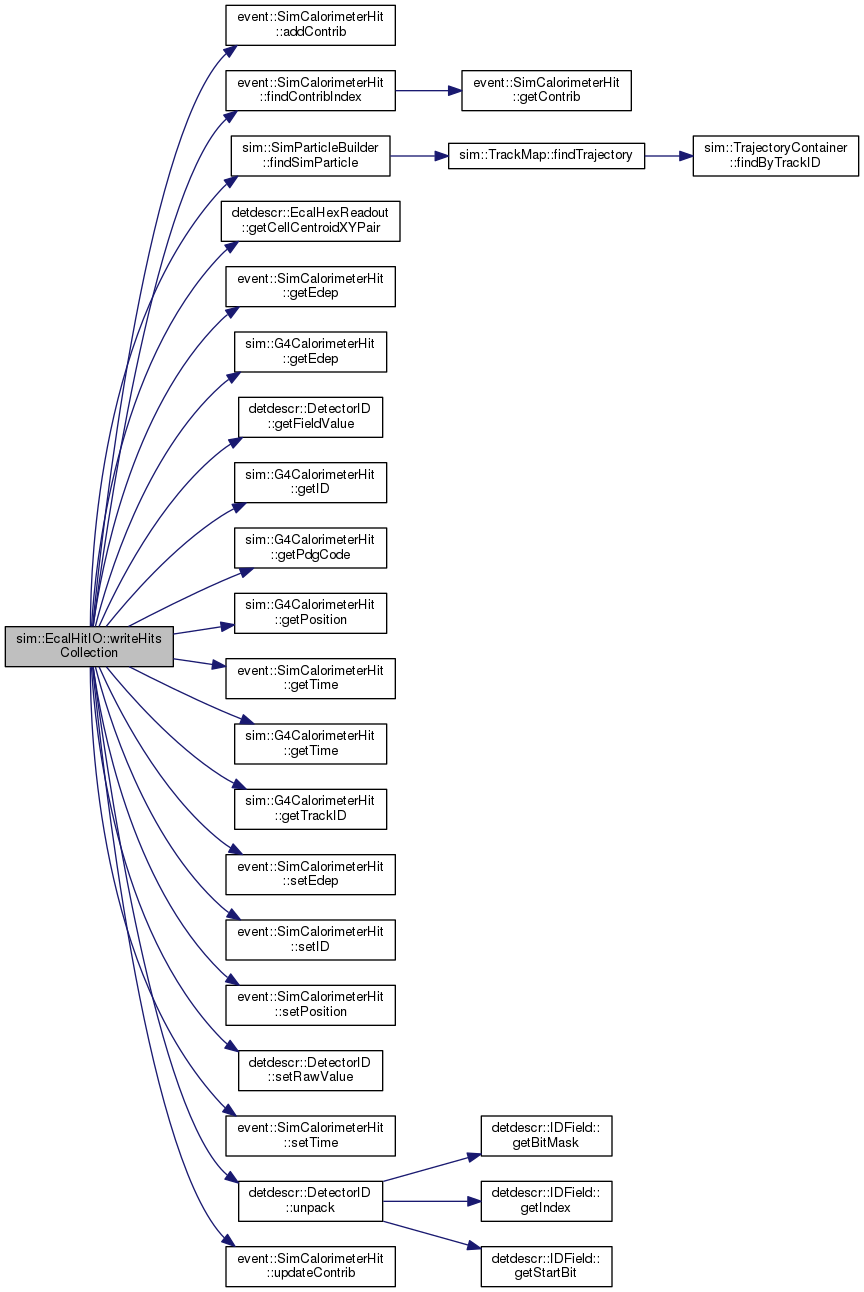 event::SimCalorimeterHit
::addContrib
event::SimCalorimeterHit
::findContribIndex
event::SimCalorimeterHit
::getContrib
sim::SimParticleBuilder
::findSimParticle
sim::TrackMap::findTrajectory
sim::TrajectoryContainer
::findByTrackID
detdescr::EcalHexReadout
::getCellCentroidXYPair
event::SimCalorimeterHit
::getEdep
sim::G4CalorimeterHit
::getEdep
detdescr::DetectorID
::getFieldValue
sim::G4CalorimeterHit
::getID
sim::G4CalorimeterHit
::getPdgCode
sim::G4CalorimeterHit
::getPosition
sim::EcalHitIO::writeHits
Collection
event::SimCalorimeterHit
::getTime
sim::G4CalorimeterHit
::getTime
sim::G4CalorimeterHit
::getTrackID
event::SimCalorimeterHit
::setEdep
event::SimCalorimeterHit
::setID
event::SimCalorimeterHit
::setPosition
detdescr::DetectorID
::setRawValue
event::SimCalorimeterHit
::setTime
detdescr::IDField::
getBitMask
detdescr::DetectorID
::unpack
detdescr::IDField::
getIndex
event::SimCalorimeterHit
::updateContrib
detdescr::IDField::
getStartBit